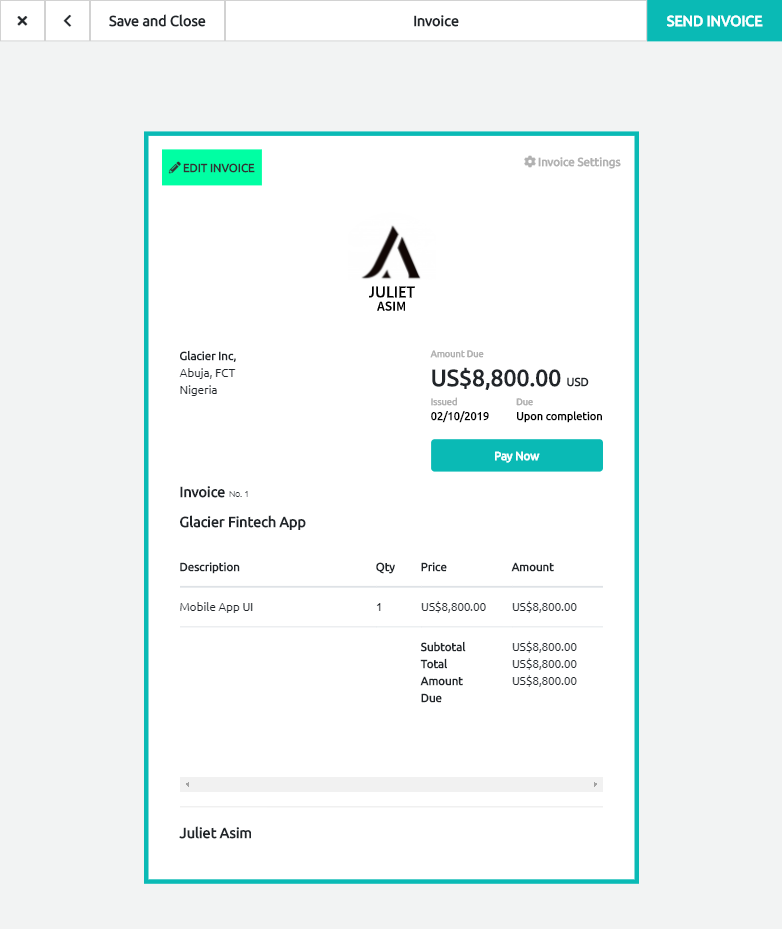 Save and Close
Invoice
SEND INVOICE
EDIT INVOICE
Invoice Settings
JULIET
ASIM
Glacier Inc,
Abuja, FCT
Nigeria
Amount Due
US$8,800.00 USD
Issued Due
02/10/2019 Upon completion
Pay Now
Invoice No. 1
Glacier Fintech App
Description Qty Price Amount
Mobile App UI 1 US$8,800.00 US$8,800.00
Subtotal US$8,800.00
Total US$8,800.00
Amount US$8,800.00
Due
Juliet Asim